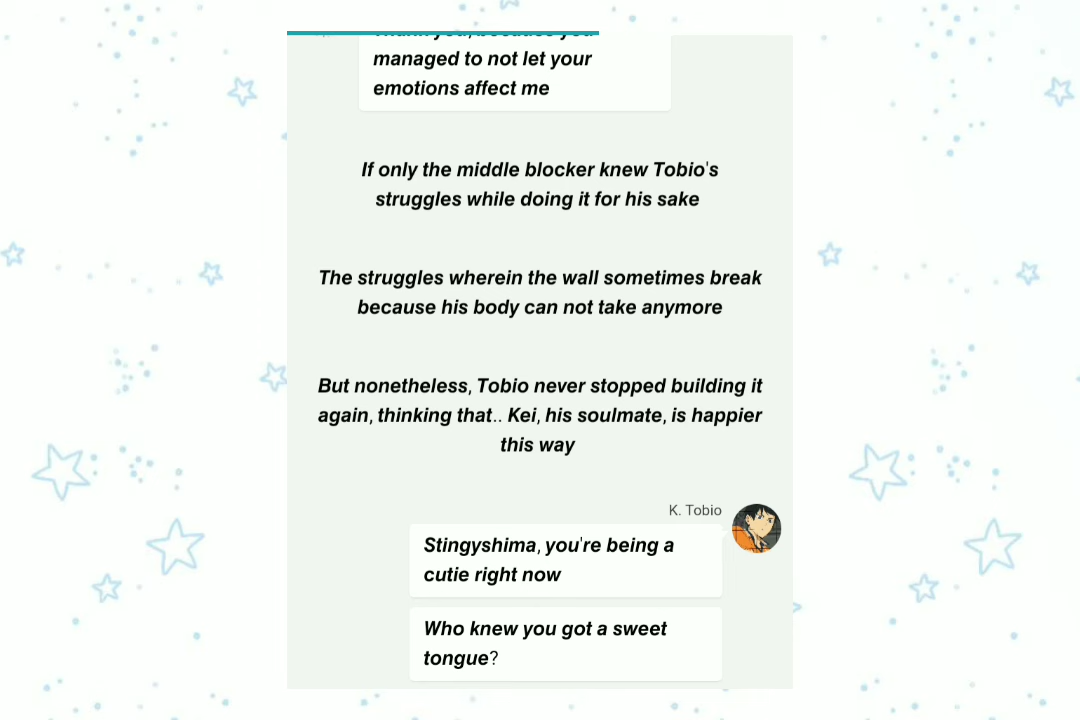 managed to not let your
emotions affect me
If only the middle blocker knew Tobio's
struggles while doing it for his sake
The struggles wherein the wall sometimes break
because his body can not take anymore
But nonetheless, Tobio never stopped building it
again, thinking that.. Kei, his soulmate, is happier
this way
K. Tobio
Stingyshima, you're being a
cutie right now
Who knew you got a sweet
tongue?